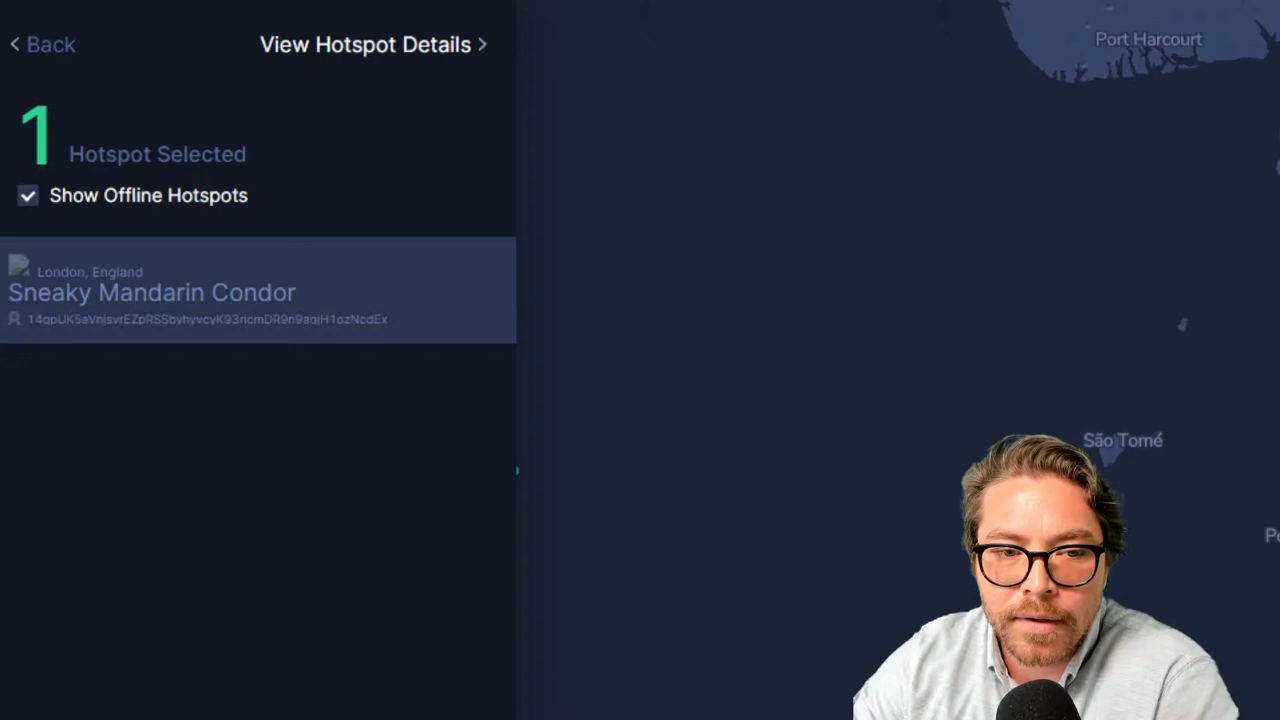 Back
View Hotspot Details
1 Hotspot Selected
Show Offline Hotspots
London, England
Sneaky Mandarin Condor
Port Harcourt
São Tomé